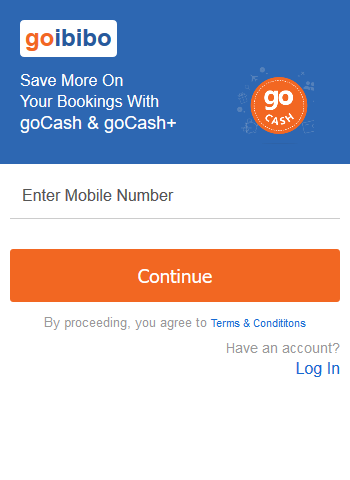 goibibo
Save More On
Your Bookings With
goCash & goCash+
go
CASH
Enter Mobile Number
Continue
By proceeding, you agree to Terms & Condititons
Have an account?
Log In